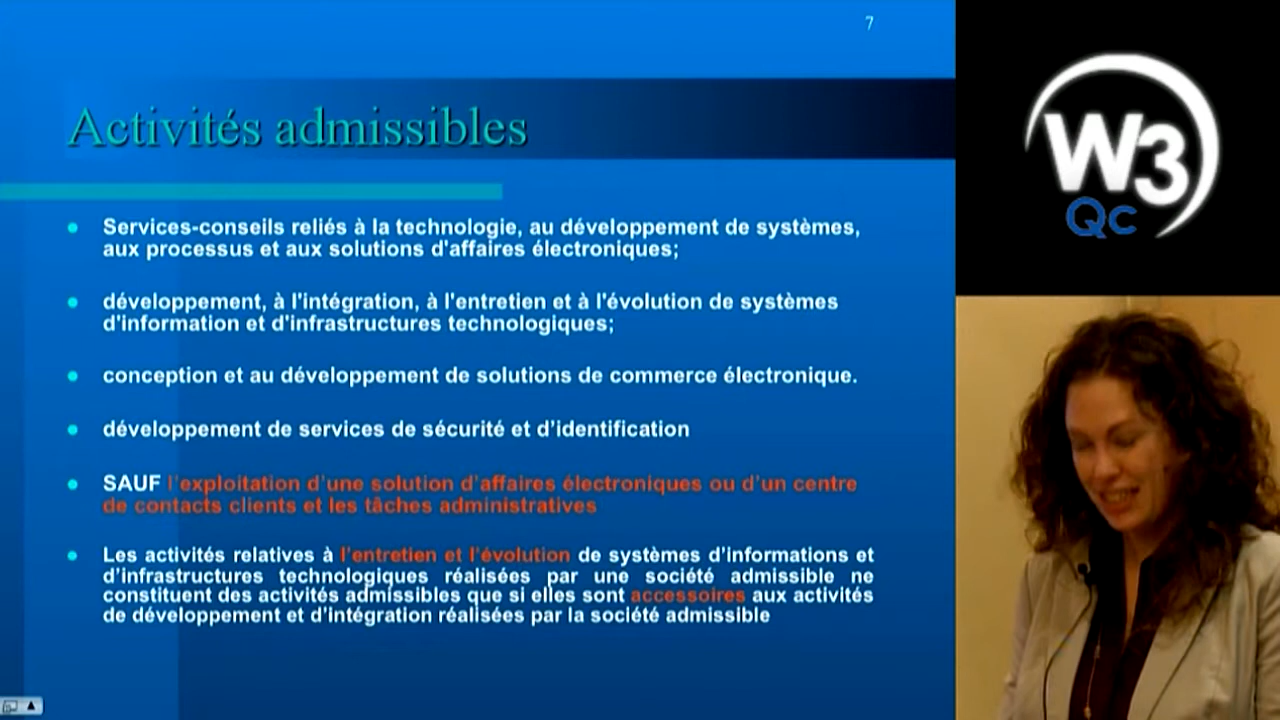 7
Activités admissibles
Services-conseils reliés à la technologie, au développement de systèmes,
aux processus et aux solutions d'affaires électroniques;
développement, à l'intégration, à l'entretien et à l'évolution de systèmes
d'information et d'infrastructures technologiques;
conception et au développement de solutions de commerce électronique.
développement de services de sécurité et d’identification
SAUF l’exploitation d’une solution d’affaires électroniques ou d’un centre
de contacts clients et les tâches administratives
Les activités relatives à l’entretien et l’évolution de systèmes d’informations et
d’infrastructures technologiques réalisées par une société admissible ne
constituent des activités admissibles que si elles sont accessoires aux activités
de développement et d’intégration réalisées par la société admissible
W3
Qc